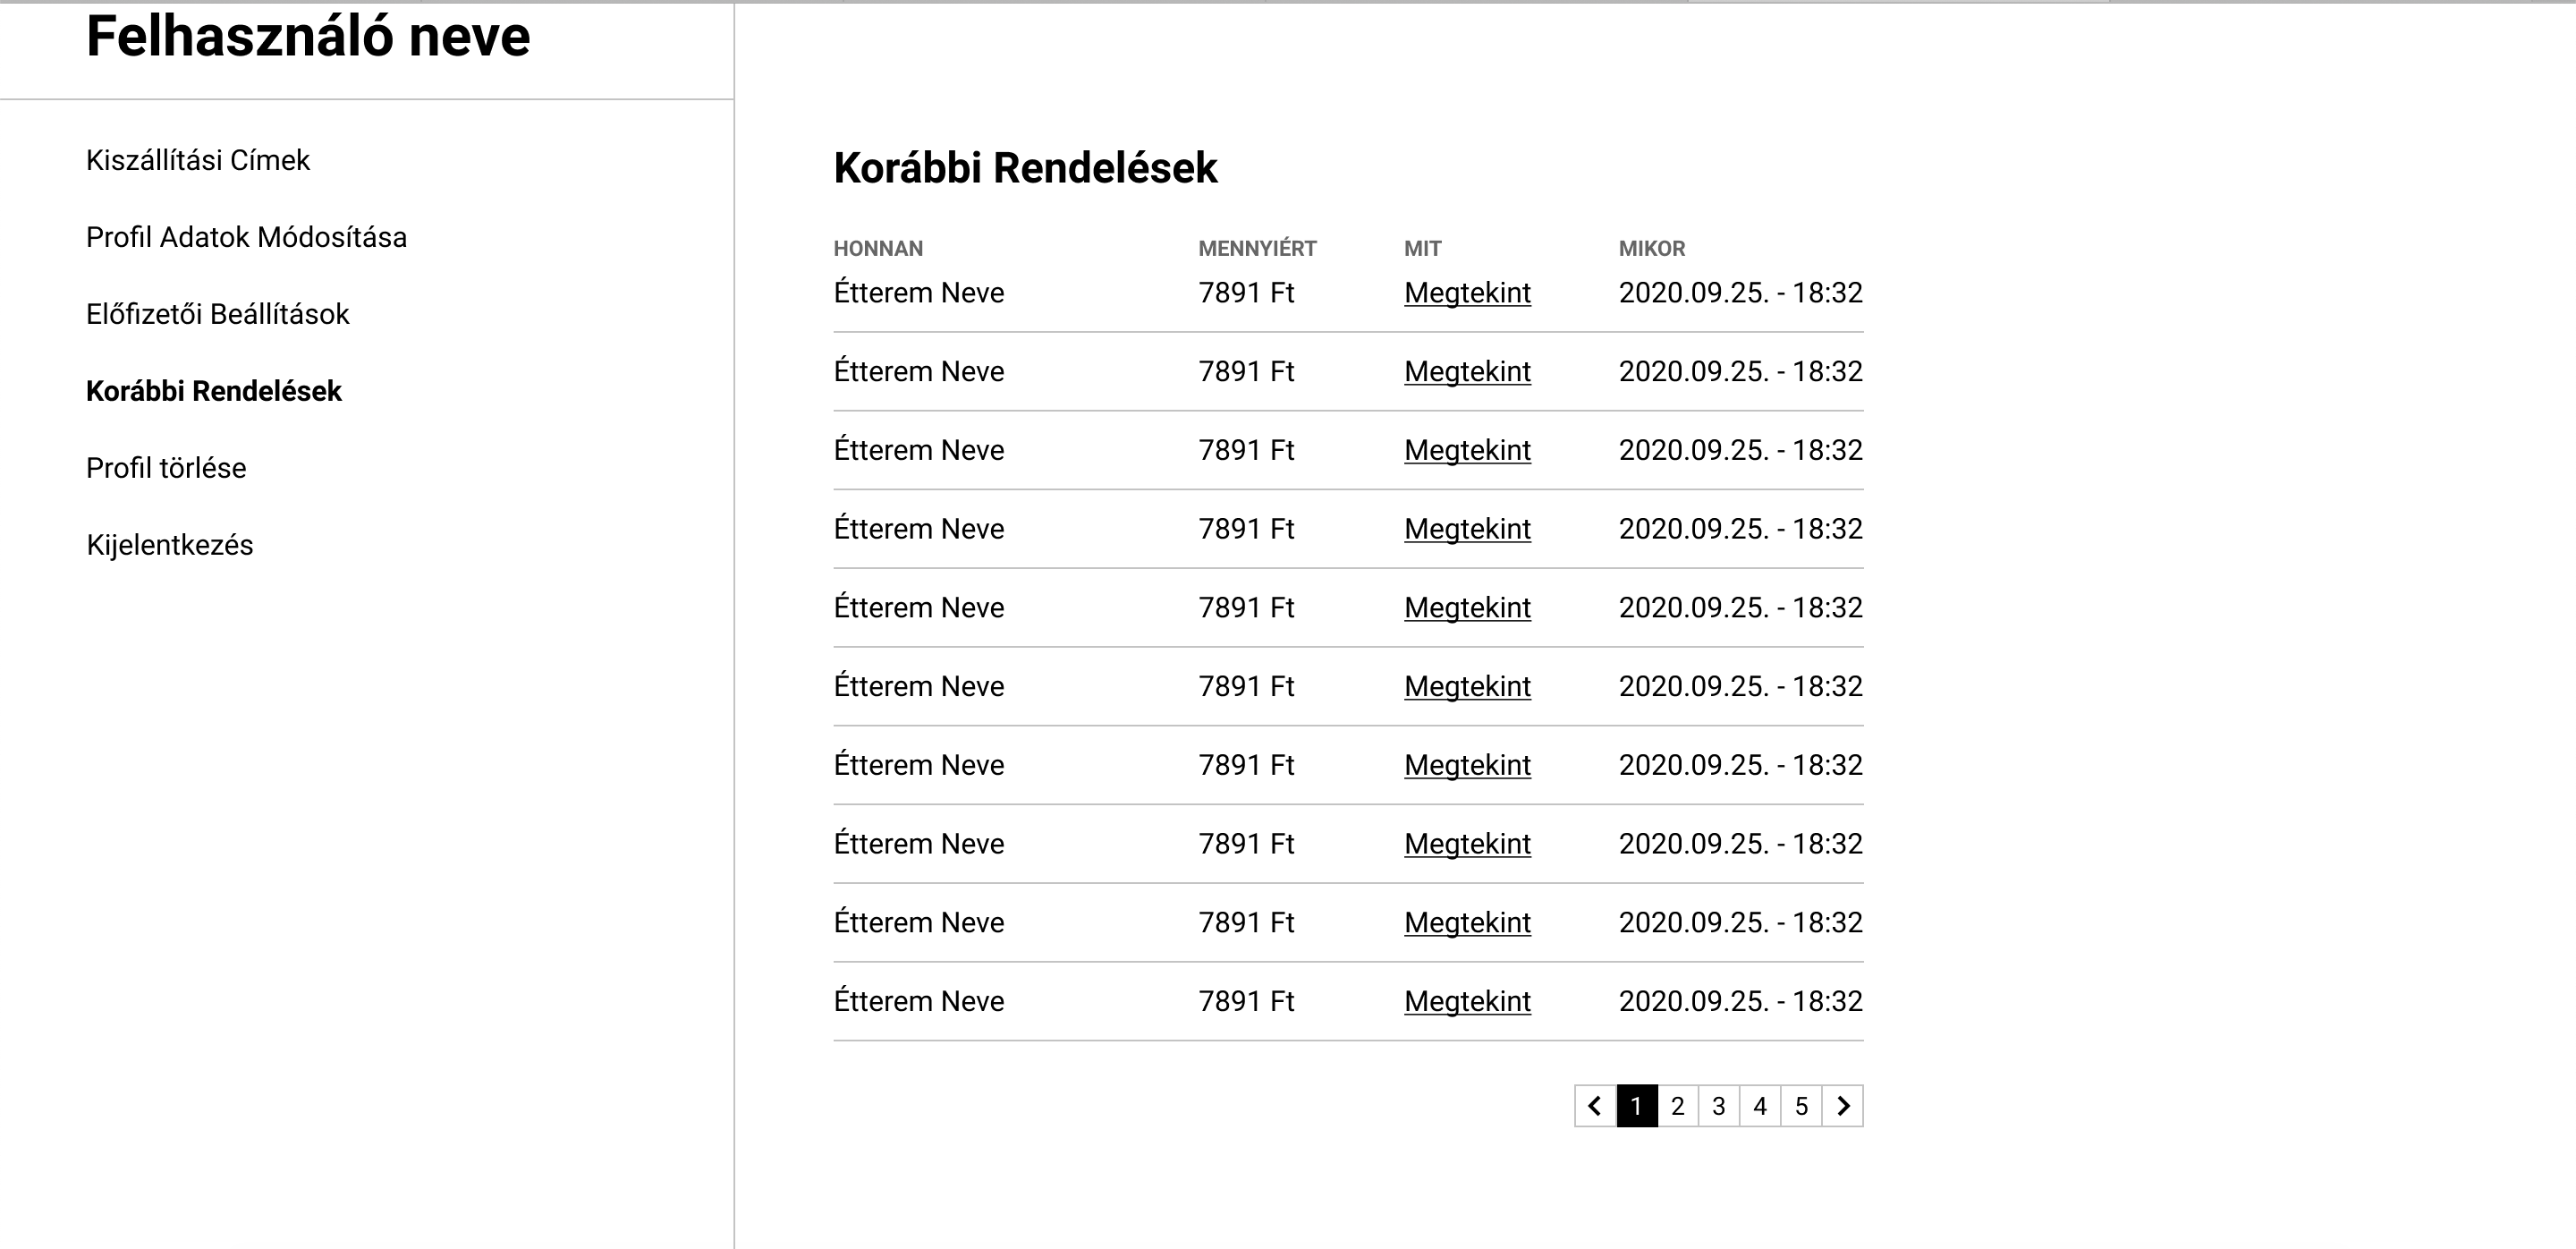 Felhasználó neve
Kiszállítási Címek
Profil Adatok Módosítása
Előfizetői Beállítások
Korábbi Rendelések
Profil törlése
Kijelentkezés
Korábbi Rendelések
HONNAN MENNYIÉRT MIT MIKOR
Étterem Neve 7891 Ft Megtekint 2020.09.25. - 18:32
Étterem Neve 7891 Ft Megtekint 2020.09.25. - 18:32
Étterem Neve 7891 Ft Megtekint 2020.09.25. - 18:32
Étterem Neve 7891 Ft Megtekint 2020.09.25. - 18:32
Étterem Neve 7891 Ft Megtekint 2020.09.25. - 18:32
Étterem Neve 7891 Ft Megtekint 2020.09.25. - 18:32
Étterem Neve 7891 Ft Megtekint 2020.09.25. - 18:32
Étterem Neve 7891 Ft Megtekint 2020.09.25. - 18:32
Étterem Neve 7891 Ft Megtekint 2020.09.25. - 18:32
Étterem Neve 7891 Ft Megtekint 2020.09.25. - 18:32
1 2 3 4 5